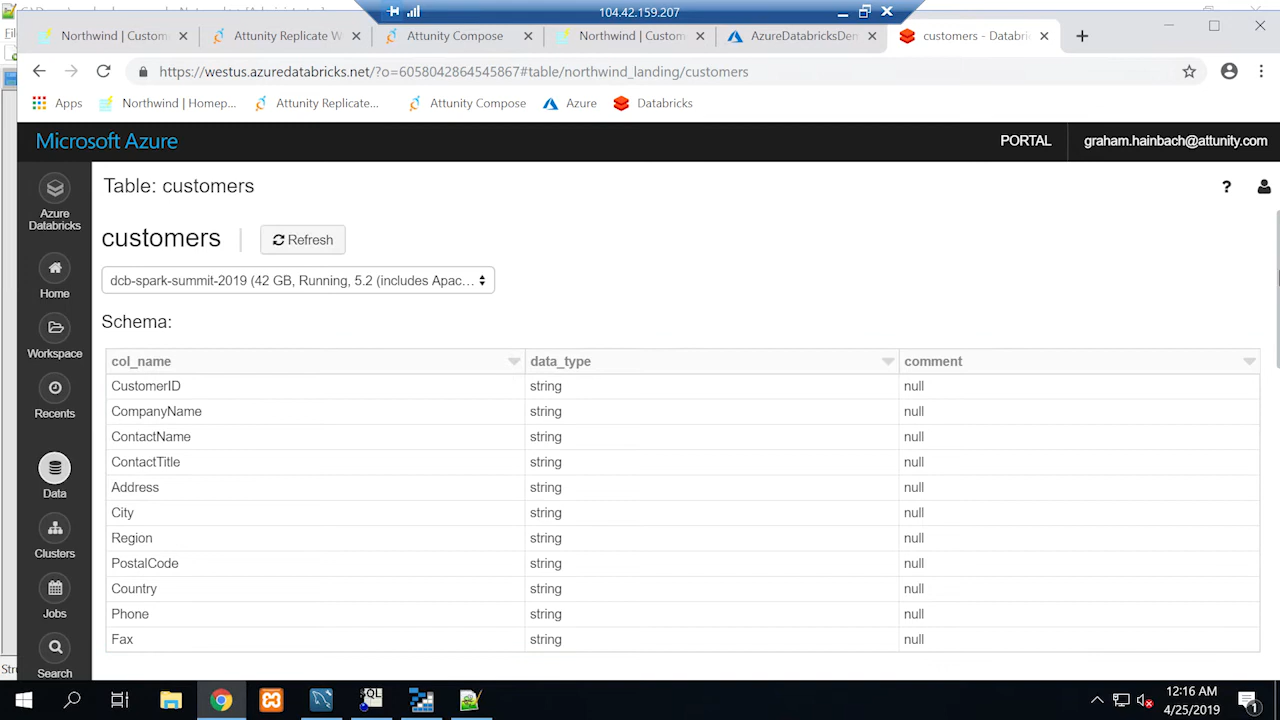 104.42.159.207
Northwind | Custom
Attunity Replicate W
Attunity Compose
Northwind | Custom
AzureDatabricksDem
customers - Databri
https://westus.azuredatabricks.net/?o=6058042864545867#table/northwind_landing/customers
Apps
Northwind | Homep...
Attunity Replicate...
Attunity Compose
Azure
Databricks
Microsoft Azure
PORTAL
graham.hainbach@attunity.com
Azure
Databricks
Home
Workspace
Recents
Data
Clusters
Jobs
Search
Table: customers
?
customers
Refresh
dcb-spark-summit-2019 (42 GB, Running, 5.2 (includes Apac...
Schema:
col_name data_type comment
CustomerID string null
CompanyName string null
ContactName string null
ContactTitle string null
Address string null
City string null
Region string null
PostalCode string null
Country string null
Phone string null
Fax string null
12:16 AM
4/25/2019
1